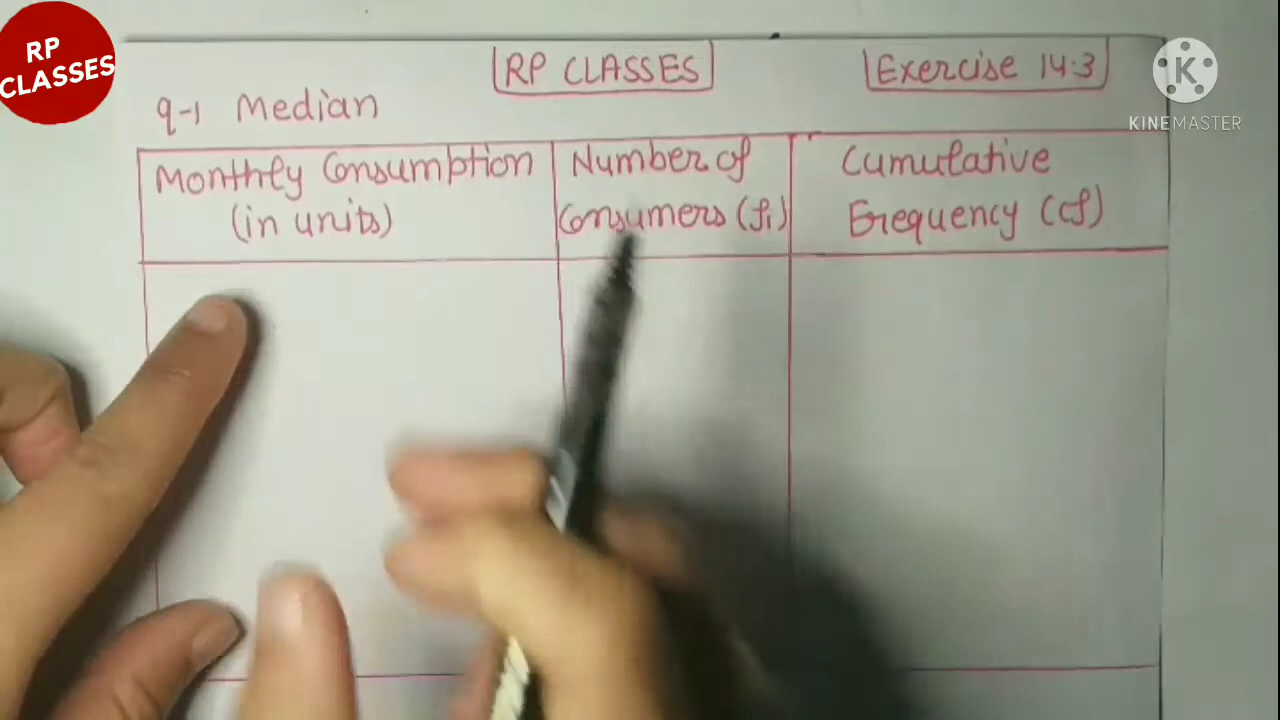 RP
CLASSES
RP CLASSES
Exercise 14.3
KINEMASTER
q-1 Median
Monthly Consumption
(in units)
Number of
Consumers (fi)
Cumulative
Frequency (cf)